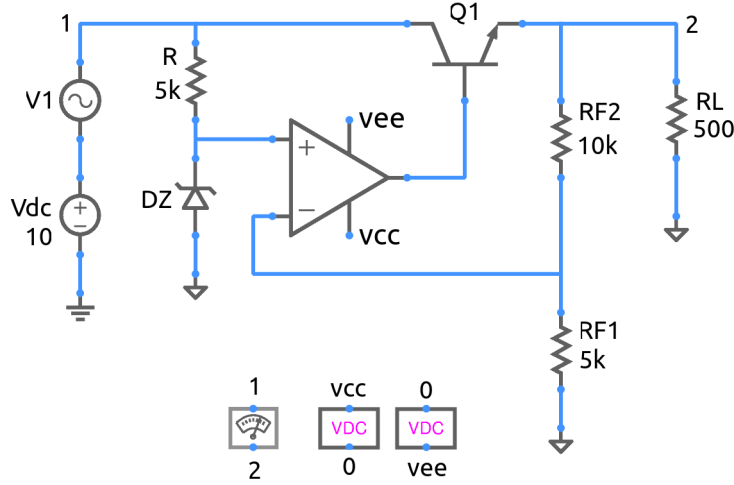 Q1
1
2
R
5k
V1
vee
RF2
10k
RL
500
+
DZ
Vdc
10
+
−
−
vcc
RF1
5k
1
vcc
0
VDC
VDC
2
0
vee